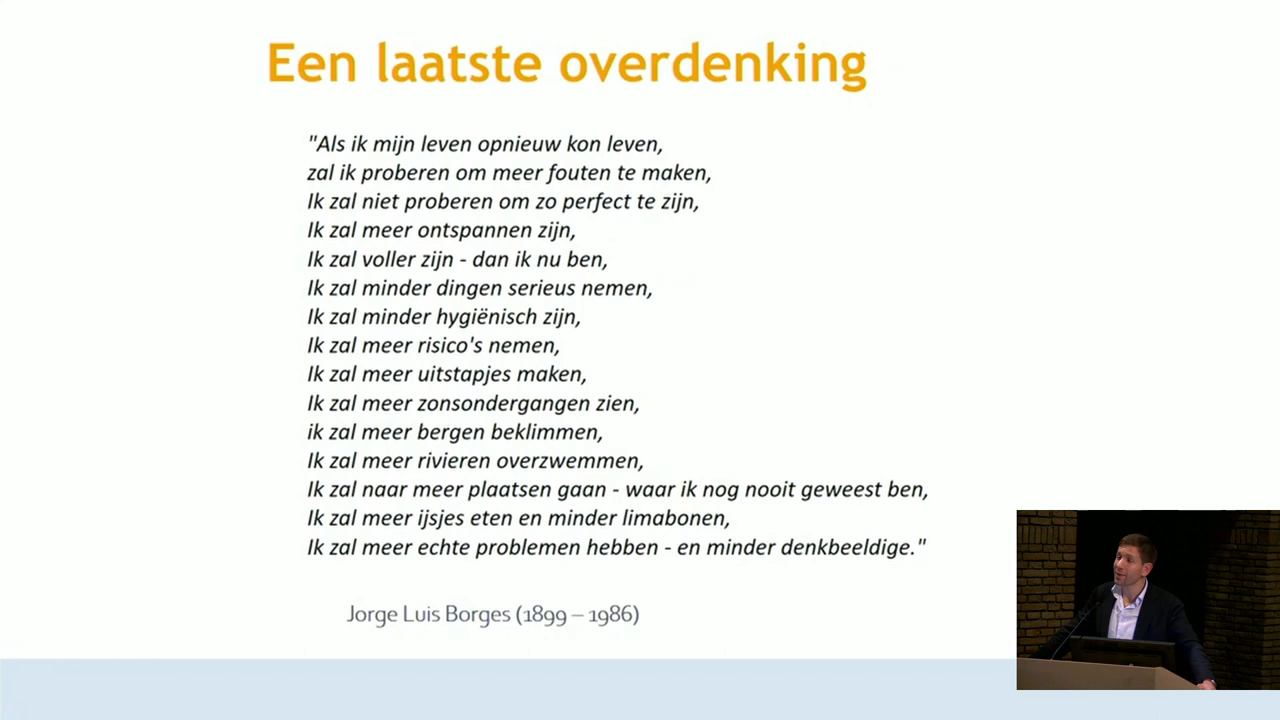 Een laatste overdenking
"Als ik mijn leven opnieuw kon leven,
zal ik proberen om meer fouten te maken,
Ik zal niet proberen om zo perfect te zijn,
Ik zal meer ontspannen zijn,
Ik zal voller zijn - dan ik nu ben,
Ik zal minder dingen serieus nemen,
Ik zal minder hygiënisch zijn,
Ik zal meer risico's nemen,
Ik zal meer uitstapjes maken,
Ik zal meer zonsondergangen zien,
ik zal meer bergen beklimmen,
Ik zal meer rivieren overzwemmen,
Ik zal naar meer plaatsen gaan - waar ik nog nooit geweest ben,
Ik zal meer ijsjes eten en minder limabonen,
Ik zal meer echte problemen hebben - en minder denkbeeldige."
Jorge Luis Borges (1899 – 1986)